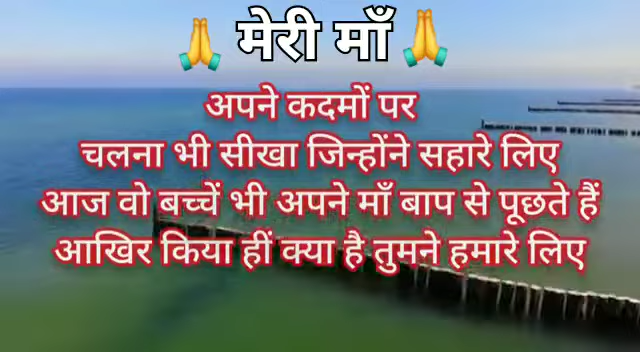 🙏 मेरी माँ 🙏
अपने कदमों पर
चलना भी सीखा जिन्होंने सहारे लिए
आज वो बच्चें भी अपने माँ बाप से पूछते हैं
आखिर किया हीं क्या है तुमने हमारे लिए